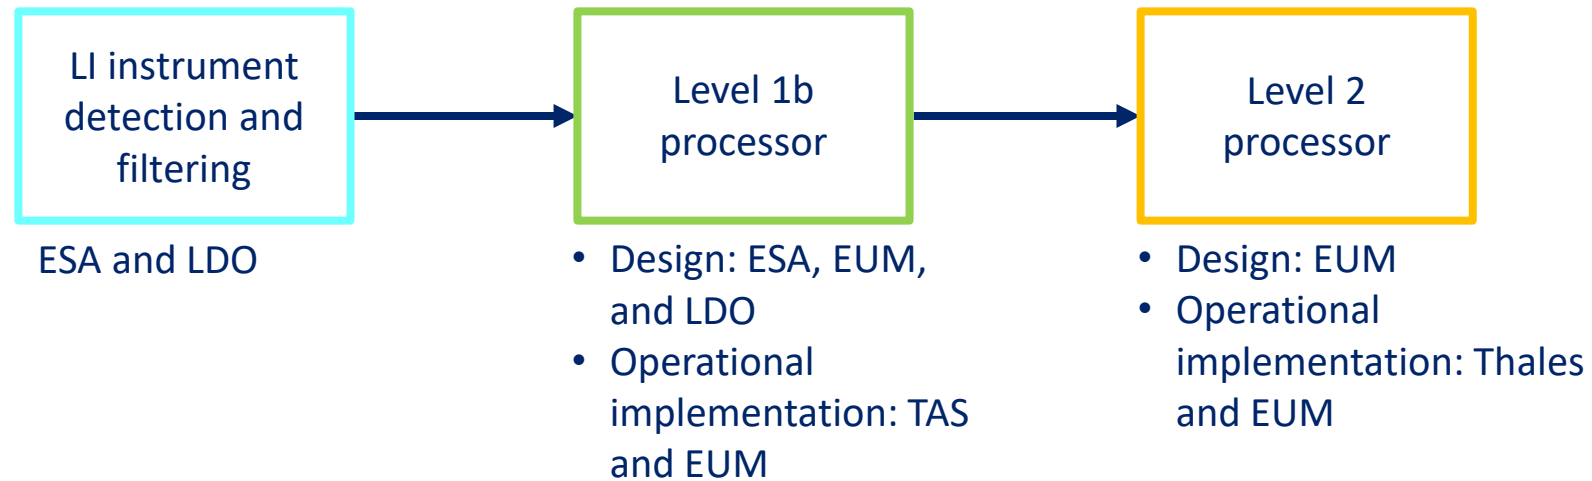 LI instrument
detection and
filtering
Level 1b
processor
Level 2
processor
ESA and LDO
• Design: ESA, EUM,
and LDO
• Operational
implementation: TAS
and EUM
• Design: EUM
• Operational
implementation: Thales
and EUM